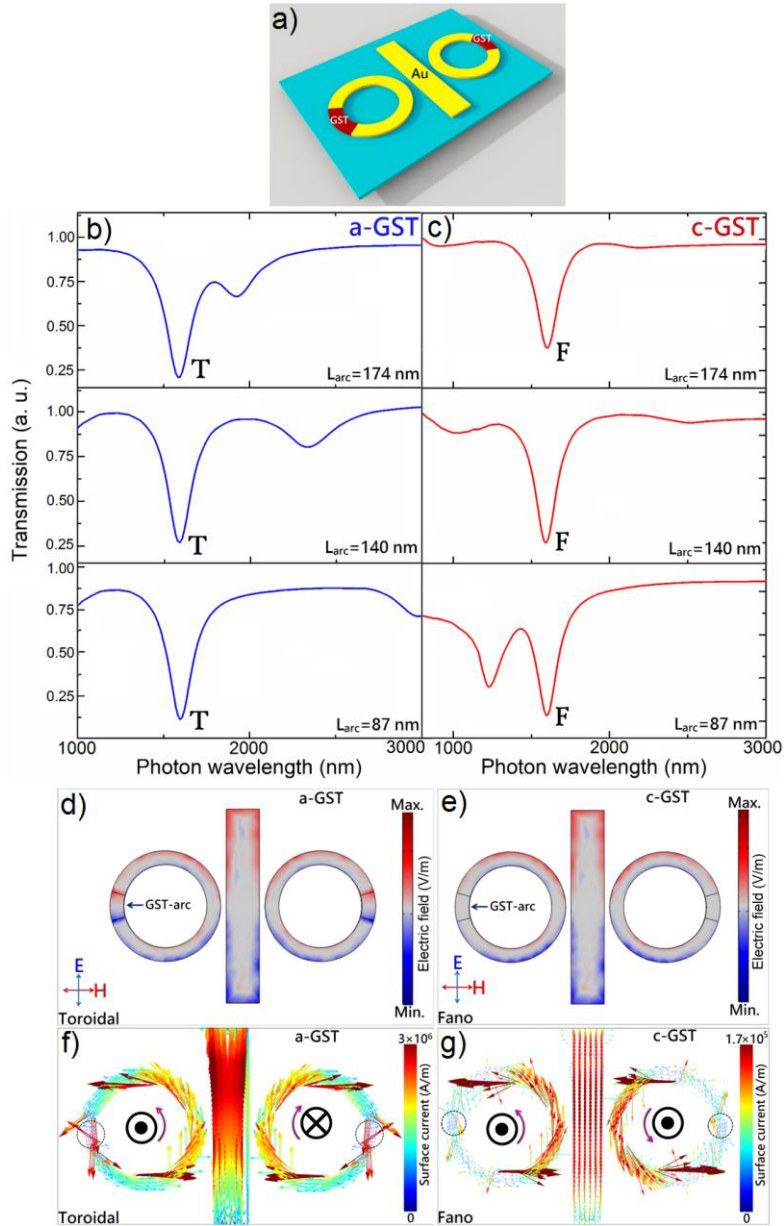 a)
GST
Au
GST
b)
a-GST
c)
c-GST
Transmission (a. u.)
1.00
0.75
0.50
0.25
T
Larc=174 nm
F
Larc=174 nm
1.00
0.75
0.50
0.25
T
Larc=140 nm
F
Larc=140 nm
1.00
0.75
0.50
0.25
T
Larc=87 nm
F
Larc=87 nm
1000
2000
3000
1000
2000
3000
Photon wavelength (nm)
Photon wavelength (nm)
d)
a-GST
Max.
GST-arc
Electric field (V/m)
E
H
Toroidal
Min.
e)
c-GST
Max.
GST-arc
Electric field (V/m)
E
H
Fano
Min.
f)
a-GST
3×10⁶
Surface current (A/m)
Toroidal
0
g)
c-GST
1.7×10⁵
Surface current (A/m)
Fano
0